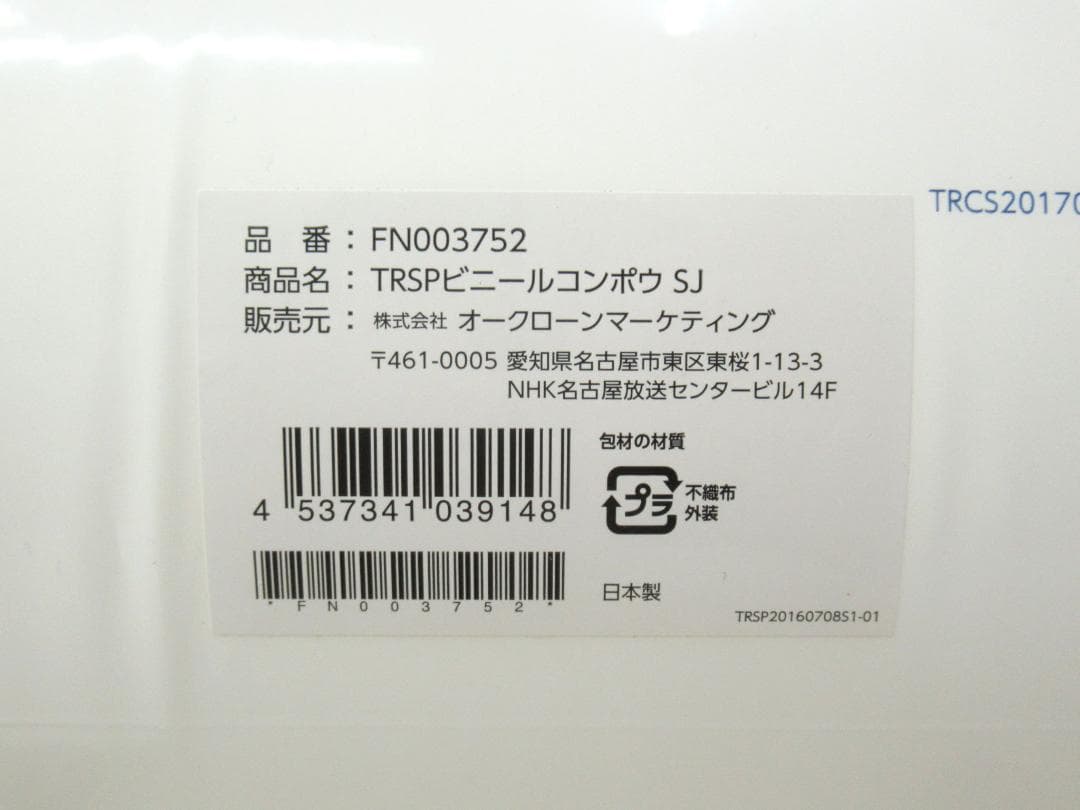 TRCS2017
品　番：FN003752
商品名：TRSPビニールコンポウ SJ
販売元：株式会社 オークローンマーケティング
〒461-0005 愛知県名古屋市東区東桜1-13-3
NHK名古屋放送センタービル14F
包材の材質
プラ
不織布
外装
4 537341 039148
*FN003752*
日本製
TRSP20160708S1-01